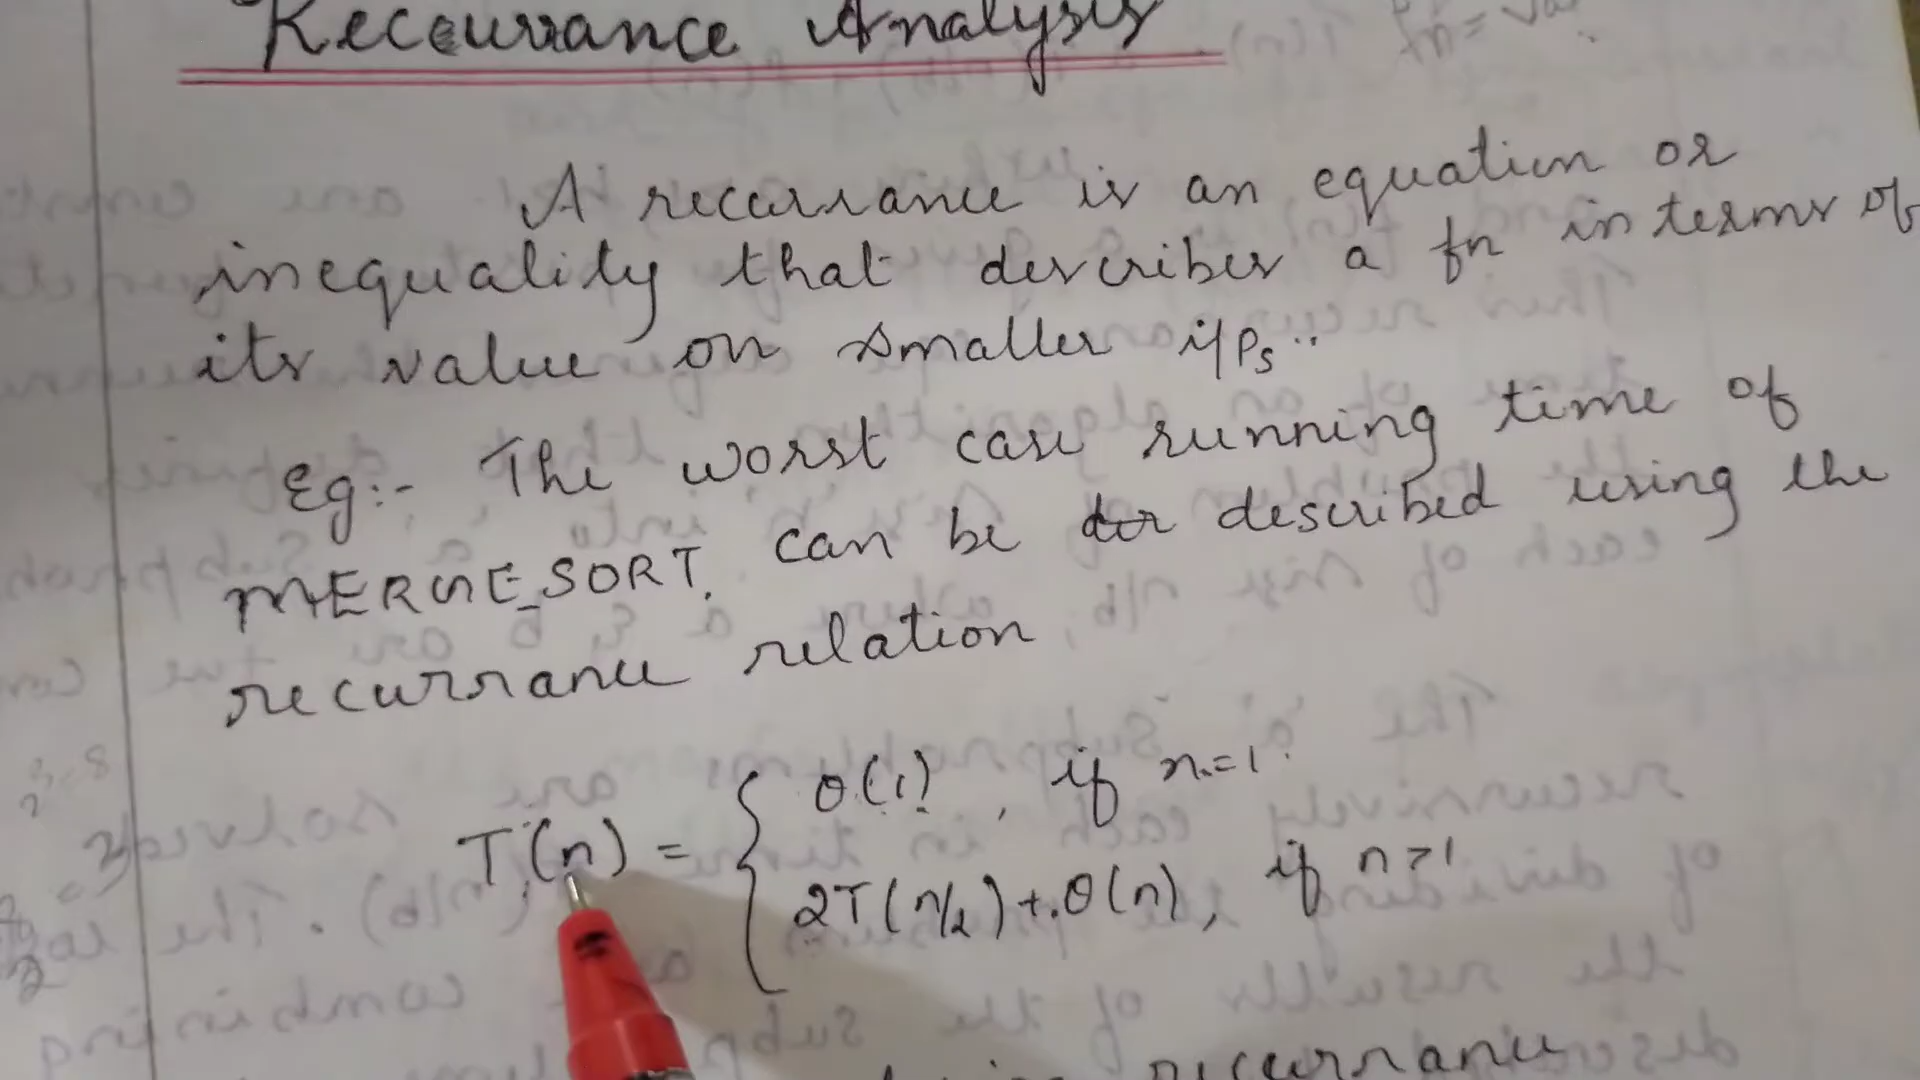 Reccurrance Analysis
A recurrance is an equation or
inequality that describes a fn in terms of
its value on smaller i/Ps..
Eg:- The worst case running time of
MERGE_SORT. can be described using the
recurrance relation
T(n) = { θ(1), if n=1
2T(n/2)+θ(n), if n>1
recurrance